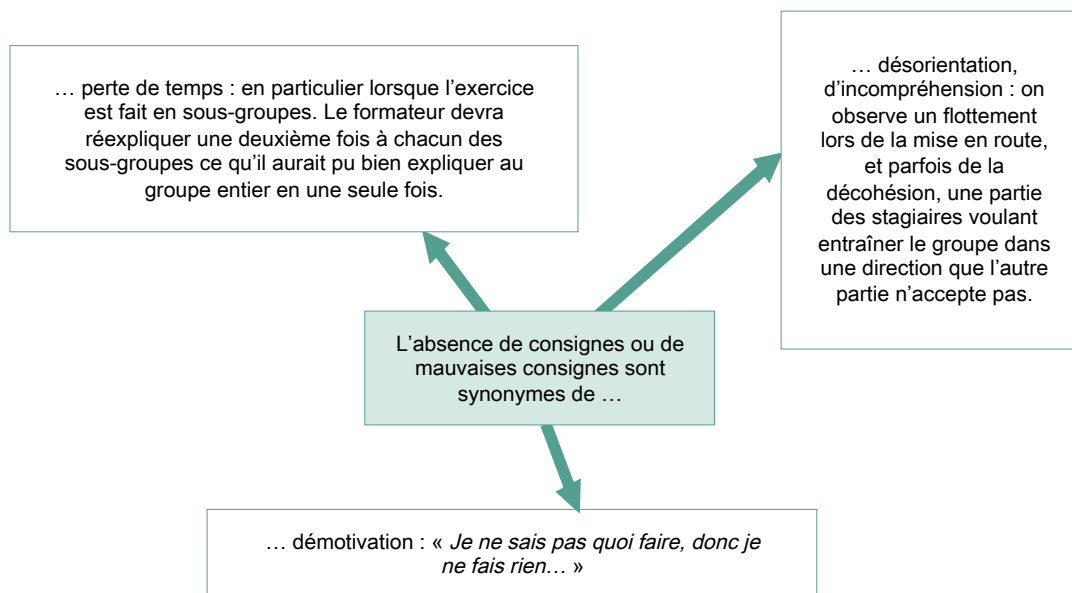 … perte de temps : en particulier lorsque l’exercice
est fait en sous-groupes. Le formateur devra
réexpliquer une deuxième fois à chacun des
sous-groupes ce qu’il aurait pu bien expliquer au
groupe entier en une seule fois.
… désorientation,
d’incompréhension : on
observe un flottement
lors de la mise en route,
et parfois de la
décohésion, une partie
des stagiaires voulant
entraîner le groupe dans
une direction que l’autre
partie n’accepte pas.
L’absence de consignes ou de
mauvaises consignes sont
synonymes de …
… démotivation : « Je ne sais pas quoi faire, donc je
ne fais rien… »